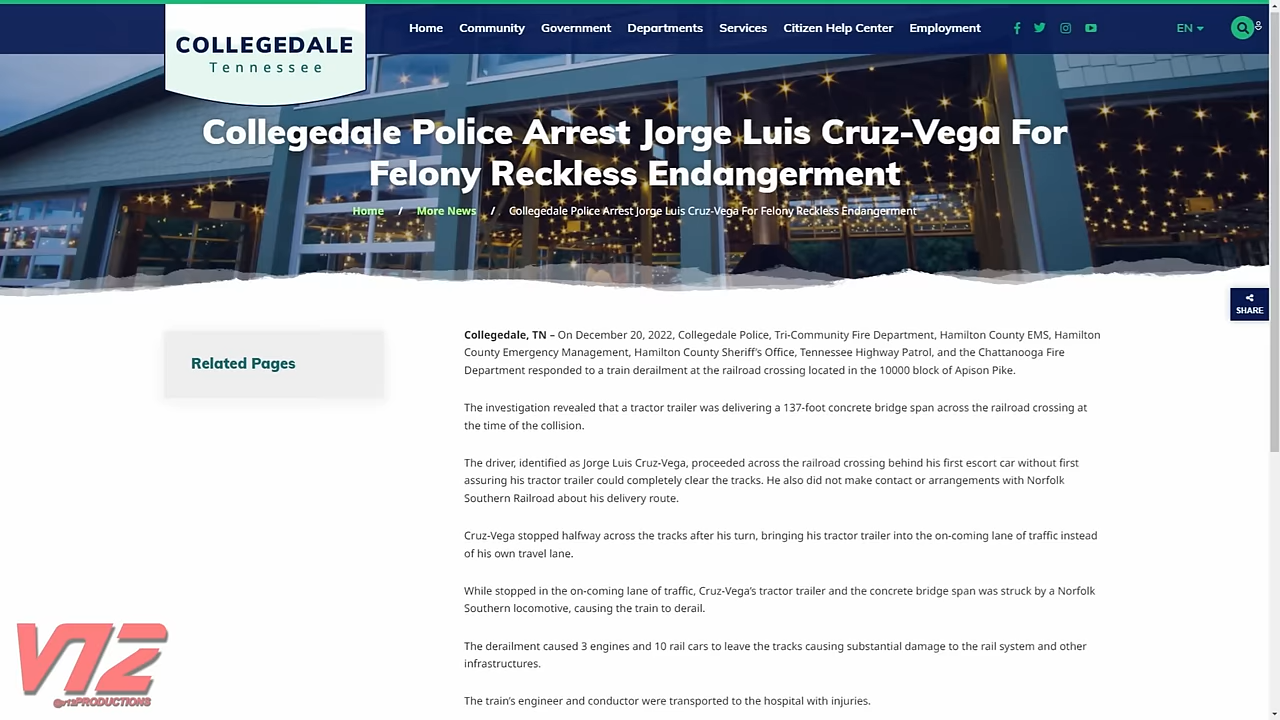 COLLEGEDALE
Tennessee
Home Community Government Departments Services Citizen Help Center Employment
EN
Collegedale Police Arrest Jorge Luis Cruz-Vega For
Felony Reckless Endangerment
Home / More News / Collegedale Police Arrest Jorge Luis Cruz-Vega For Felony Reckless Endangerment
SHARE
Related Pages
Collegedale, TN – On December 20, 2022, Collegedale Police, Tri-Community Fire Department, Hamilton County EMS, Hamilton
County Emergency Management, Hamilton County Sheriff's Office, Tennessee Highway Patrol, and the Chattanooga Fire
Department responded to a train derailment at the railroad crossing located in the 10000 block of Apison Pike.
The investigation revealed that a tractor trailer was delivering a 137-foot concrete bridge span across the railroad crossing at
the time of the collision.
The driver, identified as Jorge Luis Cruz-Vega, proceeded across the railroad crossing behind his first escort car without first
assuring his tractor trailer could completely clear the tracks. He also did not make contact or arrangements with Norfolk
Southern Railroad about his delivery route.
Cruz-Vega stopped halfway across the tracks after his turn, bringing his tractor trailer into the on-coming lane of traffic instead
of his own travel lane.
While stopped in the on-coming lane of traffic, Cruz-Vega's tractor trailer and the concrete bridge span was struck by a Norfolk
Southern locomotive, causing the train to derail.
The derailment caused 3 engines and 10 rail cars to leave the tracks causing substantial damage to the rail system and other
infrastructures.
The train's engineer and conductor were transported to the hospital with injuries.
V12
@v12PRODUCTIONS